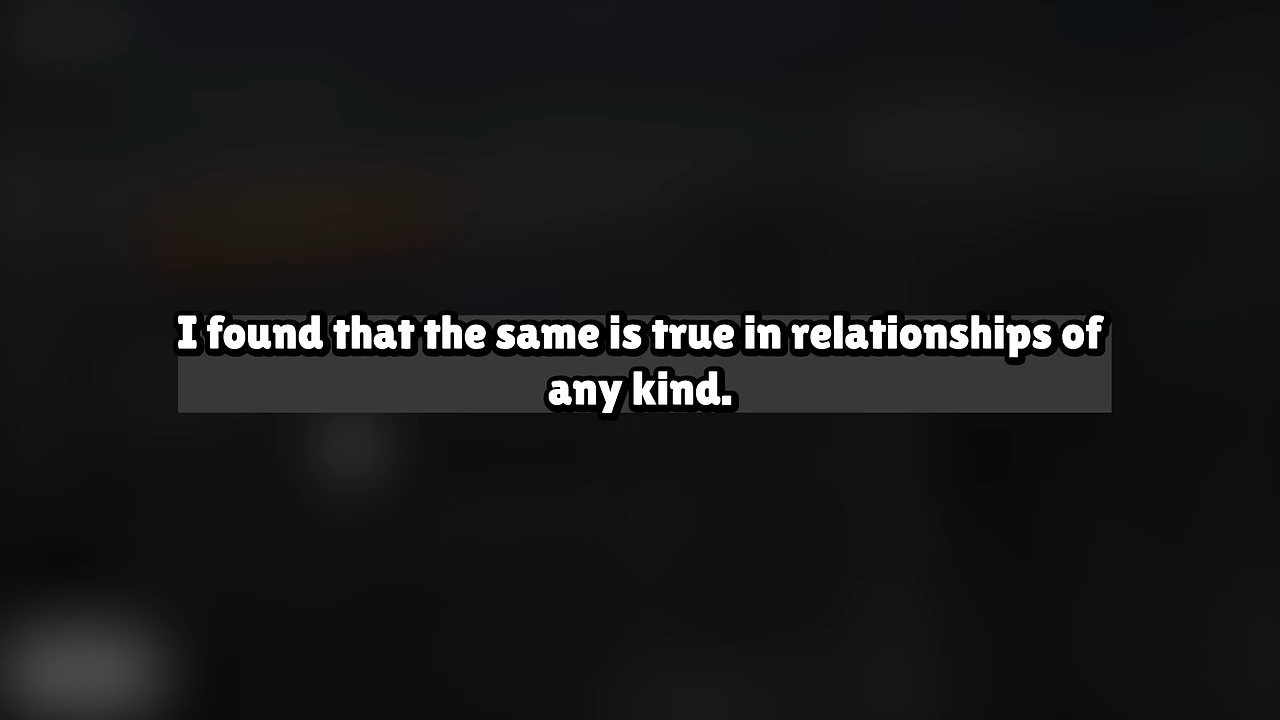 I found that the same is true in relationships of
any kind.